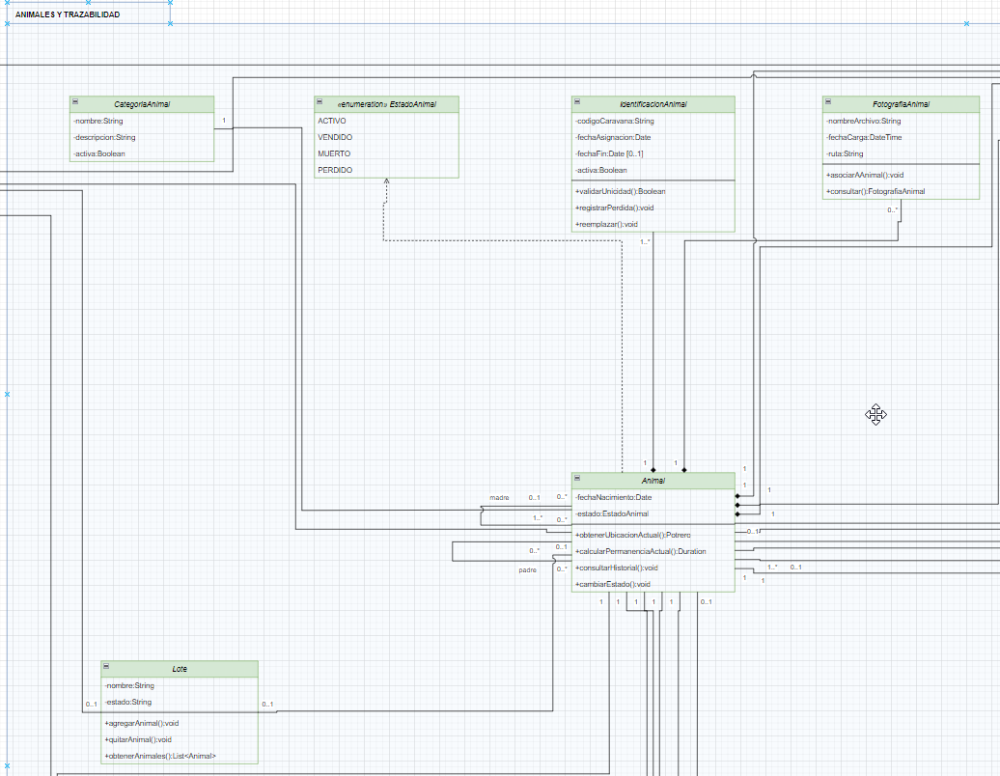 ANIMALES Y TRAZABILIDAD
CategoriaAnimal
-nombre:String
-descripcion:String
-activa:Boolean
1
«enumeration» EstadoAnimal
ACTIVO
VENDIDO
MUERTO
PERDIDO
IdentificacionAnimal
-codigoCaravana:String
-fechaAsignacion:Date
-fechaFin:Date [0..1]
-activa:Boolean
+validarUnicidad():Boolean
+registrarPerdida():void
+reemplazar():void
1..*
FotografiaAnimal
-nombreArchivo:String
-fechaCarga:DateTime
-ruta:String
+asociarAAnimal():void
+consultar():FotografiaAnimal
0..*
1
1
1
1
1
1
Animal
-fechaNacimiento:Date
-estado:EstadoAnimal
+obtenerUbicacionActual():Potrero
+calcularPermanenciaActual():Duration
+consultarHistorial():void
+cambiarEstado():void
madre
0..1
0..*
1..*
0..*
0..1
0..*
padre
0..*
0..1
1..*
0..1
1
1
1
1
1
1
1
0..1
Lote
-nombre:String
-estado:String
+agregarAnimal():void
+quitarAnimal():void
+obtenerAnimales():List<Animal>
0..1
0..1